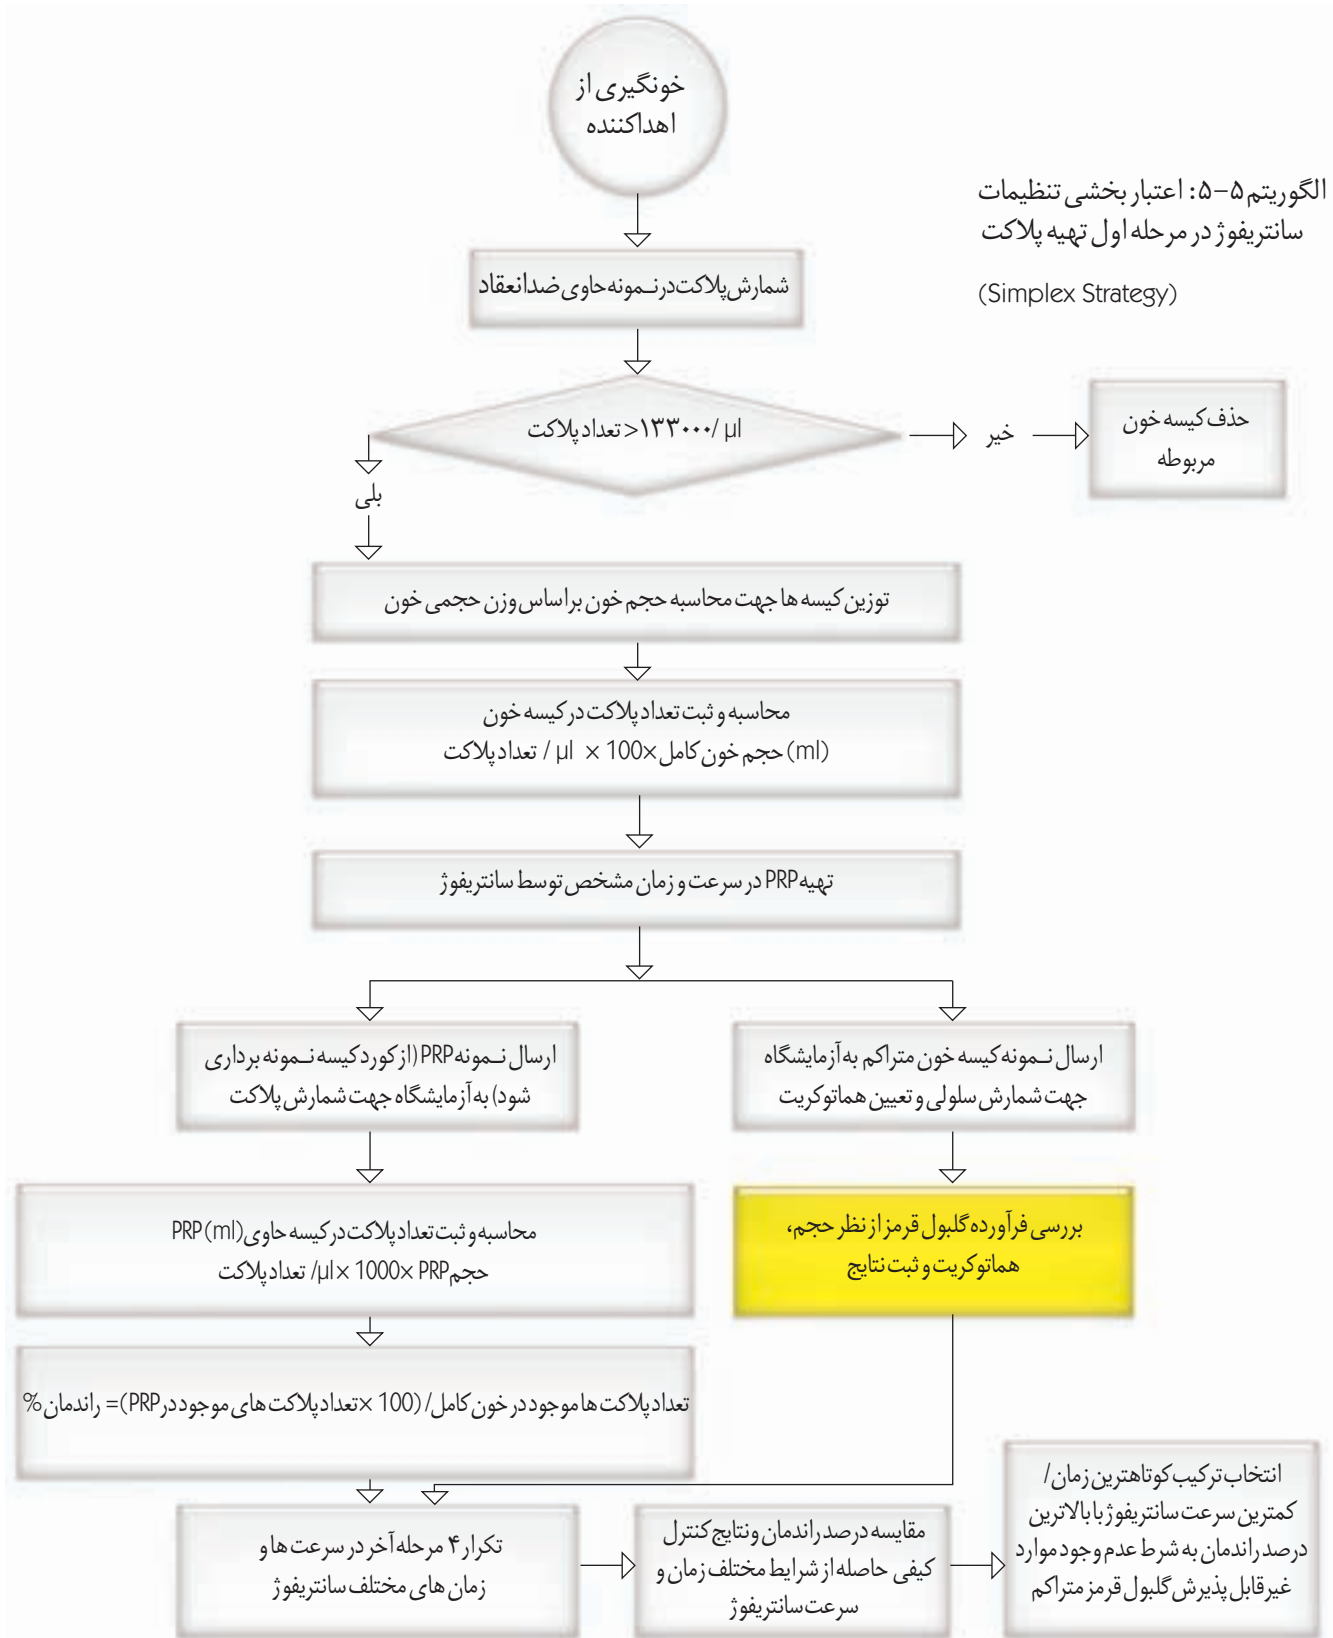 خونگیری از
اهداکننده
الگوریتم ۵-۵: اعتبار بخشی تنظیمات
سانتریفوژ در مرحله اول تهیه پلاکت
(Simplex Strategy)
شمارش پلاکت در نـمونه حاوی ضد انعقاد
تعداد پلاکت >۱۳۳۰۰۰/ µl
خیر
حذف کیسه خون
مربوطه
بلی
توزین کیسه ها جهت محاسبه حجم خون براساس وزن حجمی خون
محاسبه و ثبت تعداد پلاکت در کیسه خون
(ml) حجم خون کامل ×100 × µl / تعداد پلاکت
تهیه PRP در سرعت و زمان مشخص توسط سانتریفوژ
ارسال نـمونه کیسه خون متراکم به آزمایشگاه
جهت شمارش سلولی و تعیین هماتوکریت
ارسال نـمونه PRP (از کورد کیسه نـمونه برداری
شود) به آزمایشگاه جهت شمارش پلاکت
بررسی فرآورده گلبول قرمز از نظر حجم،
هماتوکریت و ثبت نتایج
محاسبه و ثبت تعداد پلاکت در کیسه حاوی PRP (ml)
حجم PRP ×1000 ×µl/ تعداد پلاکت
تعداد پلاکت ها موجود در خون کامل/ (100 ×تعداد پلاکت های موجود در PRP)= راندمان %
تکرار ۴ مرحله آخر در سرعت ها و
زمان های مختلف سانتریفوژ
مقایسه درصد راندمان ونتایج کنترل
کیفی حاصله از شرایط مختلف زمان و
سرعت سانتریفوژ
انتخاب ترکیب کوتاهترین زمان/
کمترین سرعت سانتریفوژ با بالاترین
درصد راندمان به شرط عدم وجود موارد
غیرقابل پذیرش گلبول قرمز متراکم